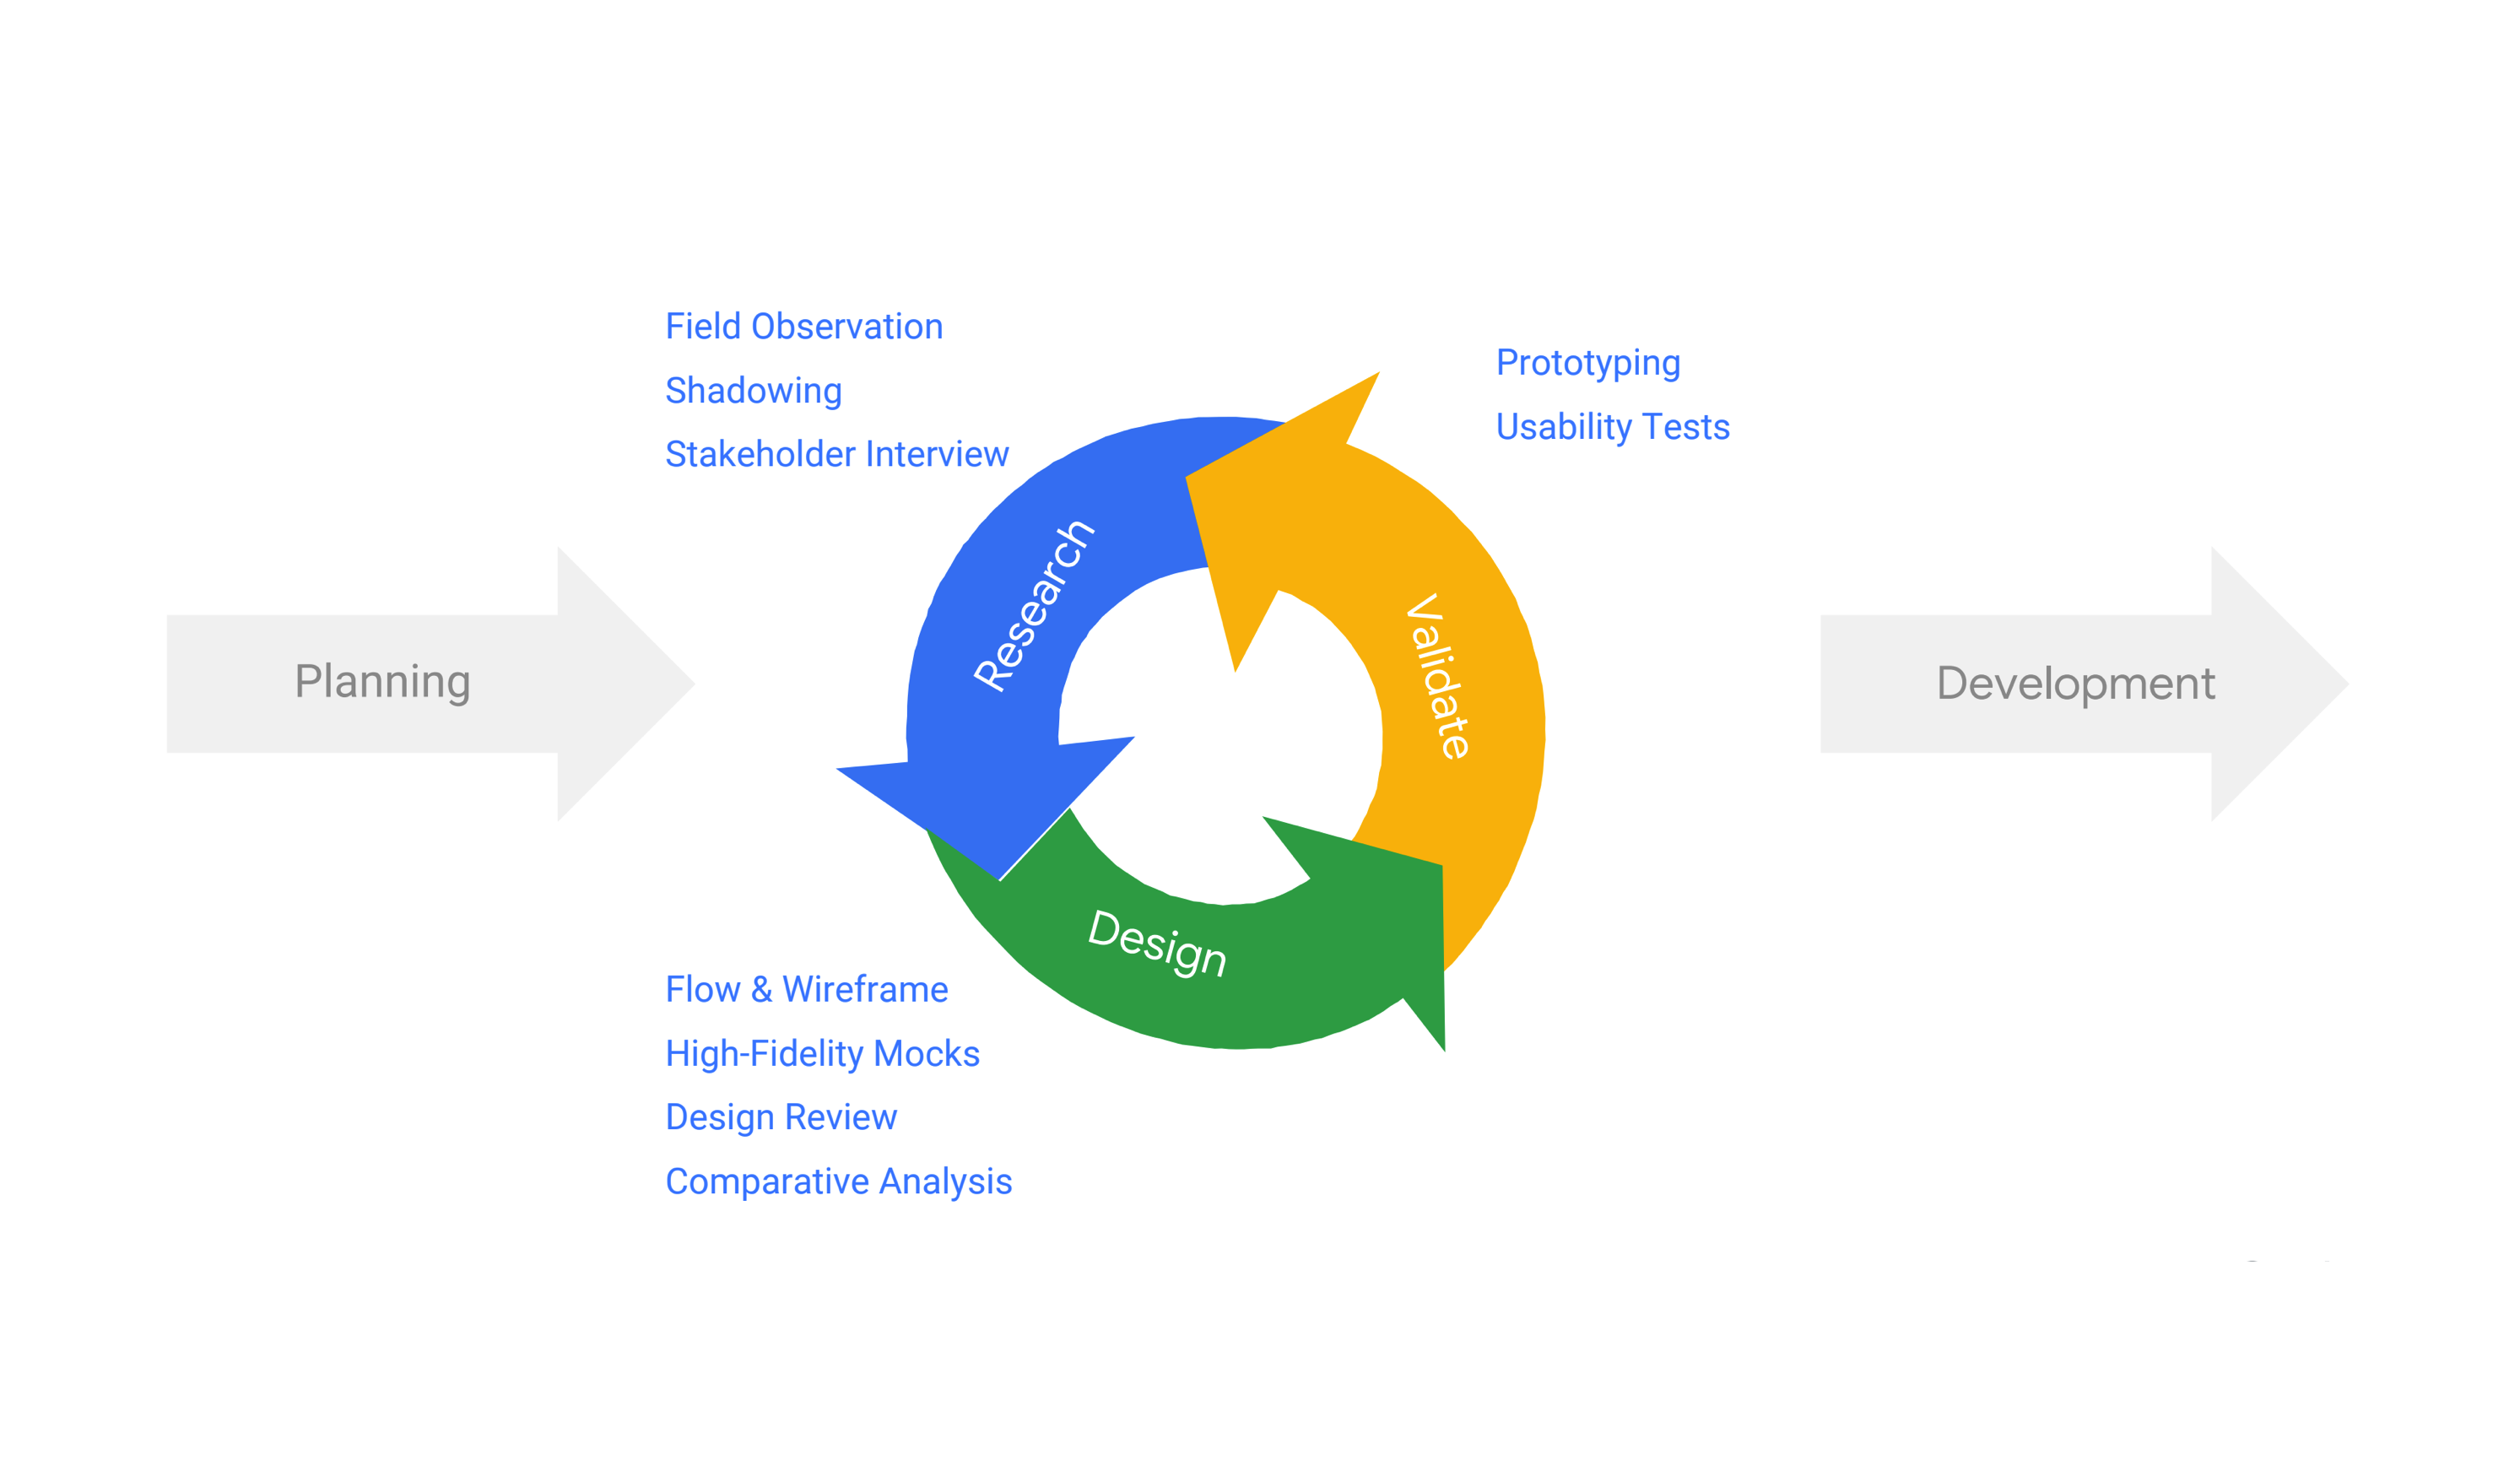 Field Observation
Shadowing
Stakeholder Interview
Prototyping
Usability Tests
Planning
Research
Validate
Development
Design
Flow & Wireframe
High-Fidelity Mocks
Design Review
Comparative Analysis